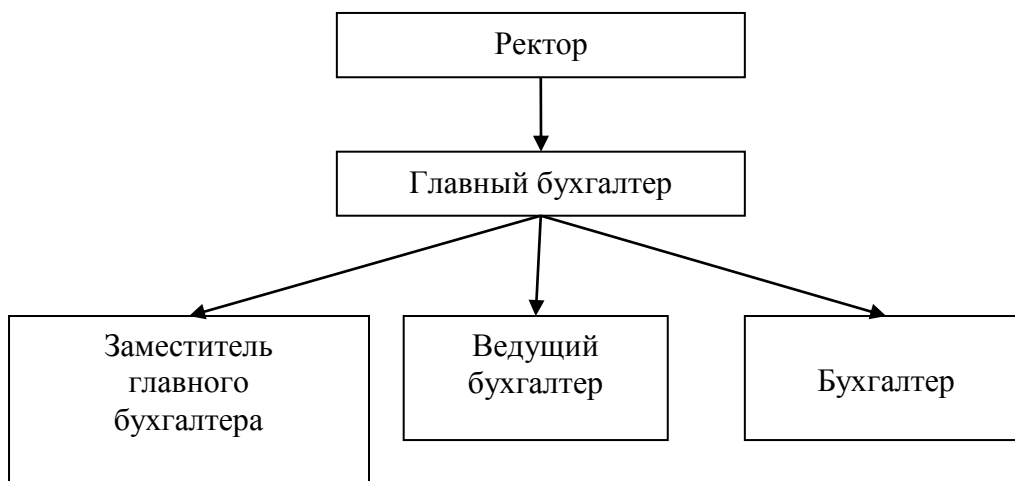 Ректор
Главный бухгалтер
Заместитель
главного
бухгалтера
Ведущий
бухгалтер
Бухгалтер